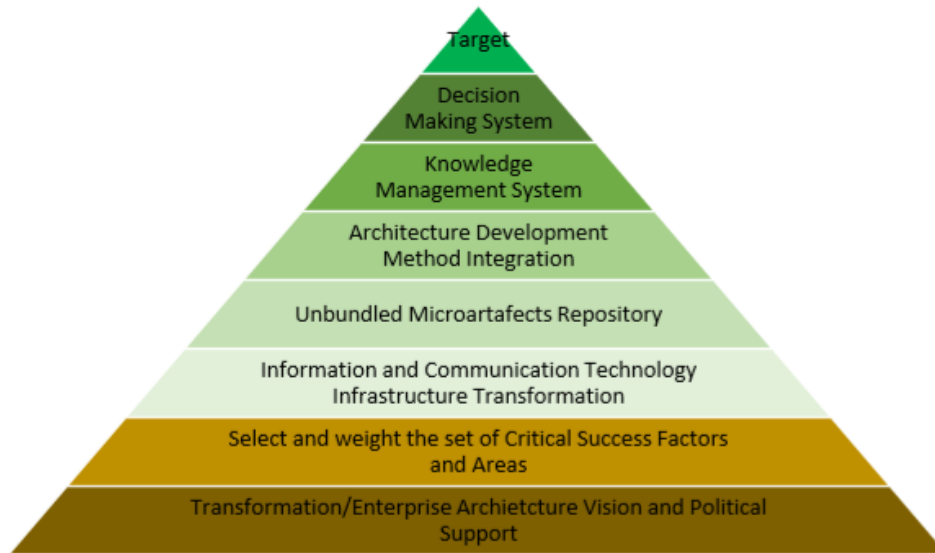 Target
Decision
Making System
Knowledge
Management System
Architecture Development
Method Integration
Unbundled Microartafects Repository
Information and Communication Technology
Infrastructure Transformation
Select and weight the set of Critical Success Factors
and Areas
Transformation/Enterprise Archietcture Vision and Political
Support